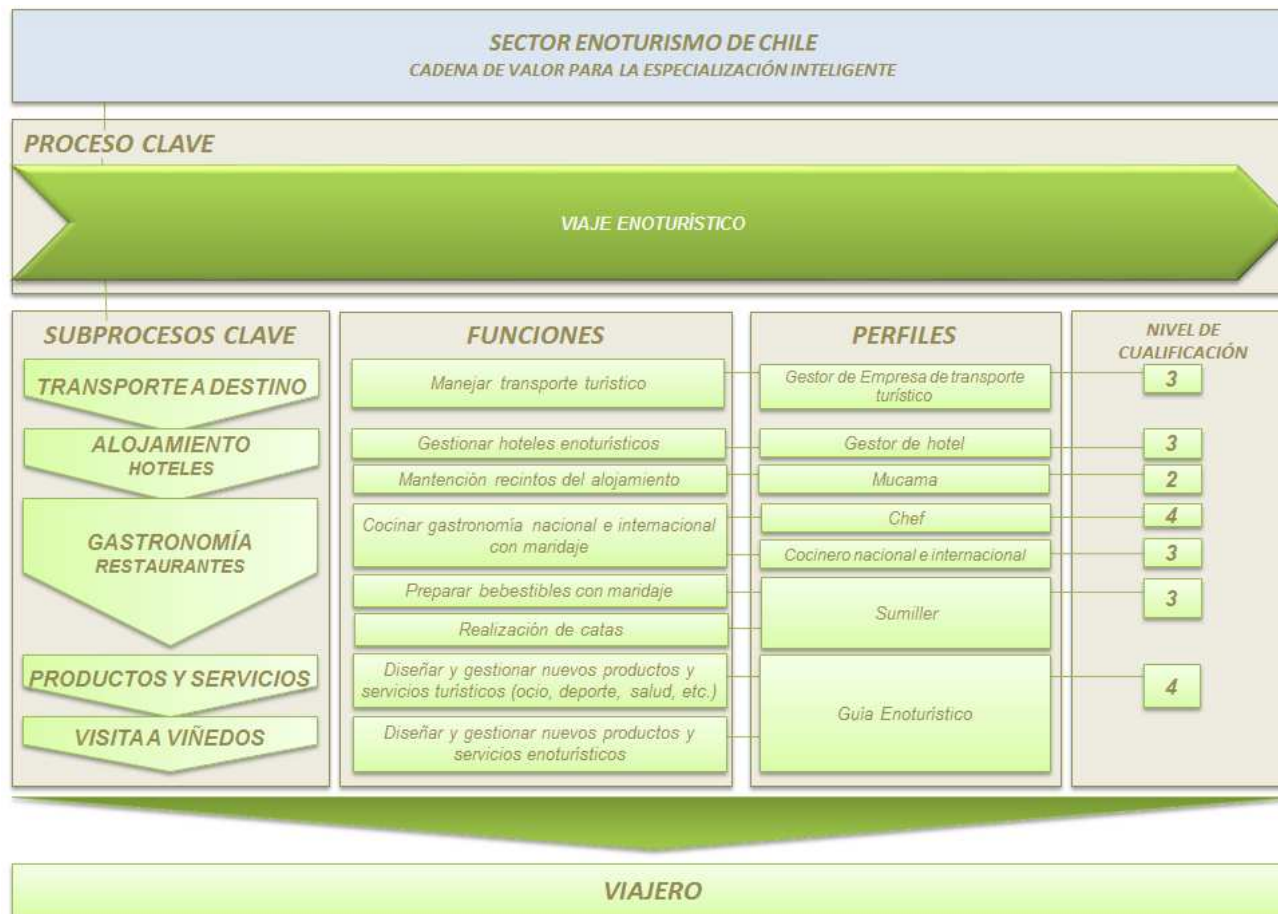 SECTOR ENOTURISMO DE CHILE
CADENA DE VALOR PARA LA ESPECIALIZACIÓN INTELIGENTE
PROCESO CLAVE
VIAJE ENOTURÍSTICO
SUBPROCESOS CLAVE
TRANSPORTE A DESTINO
ALOJAMIENTO
HOTELES
GASTRONOMÍA
RESTAURANTES
PRODUCTOS Y SERVICIOS
VISITA A VIÑEDOS
FUNCIONES
Manejar transporte turístico
Gestionar hoteles enoturísticos
Mantención recintos del alojamiento
Cocinar gastronomía nacional e internacional
con maridaje
Preparar bebestibles con maridaje
Realización de catas
Diseñar y gestionar nuevos productos y
servicios turísticos (ocio, deporte, salud, etc.)
Diseñar y gestionar nuevos productos y
servicios enoturísticos
PERFILES
Gestor de Empresa de transporte
turístico
Gestor de hotel
Mucama
Chef
Cocinero nacional e internacional
Sumiller
Guía Enoturístico
NIVEL DE
CUALIFICACIÓN
3
3
2
4
3
3
4
VIAJERO